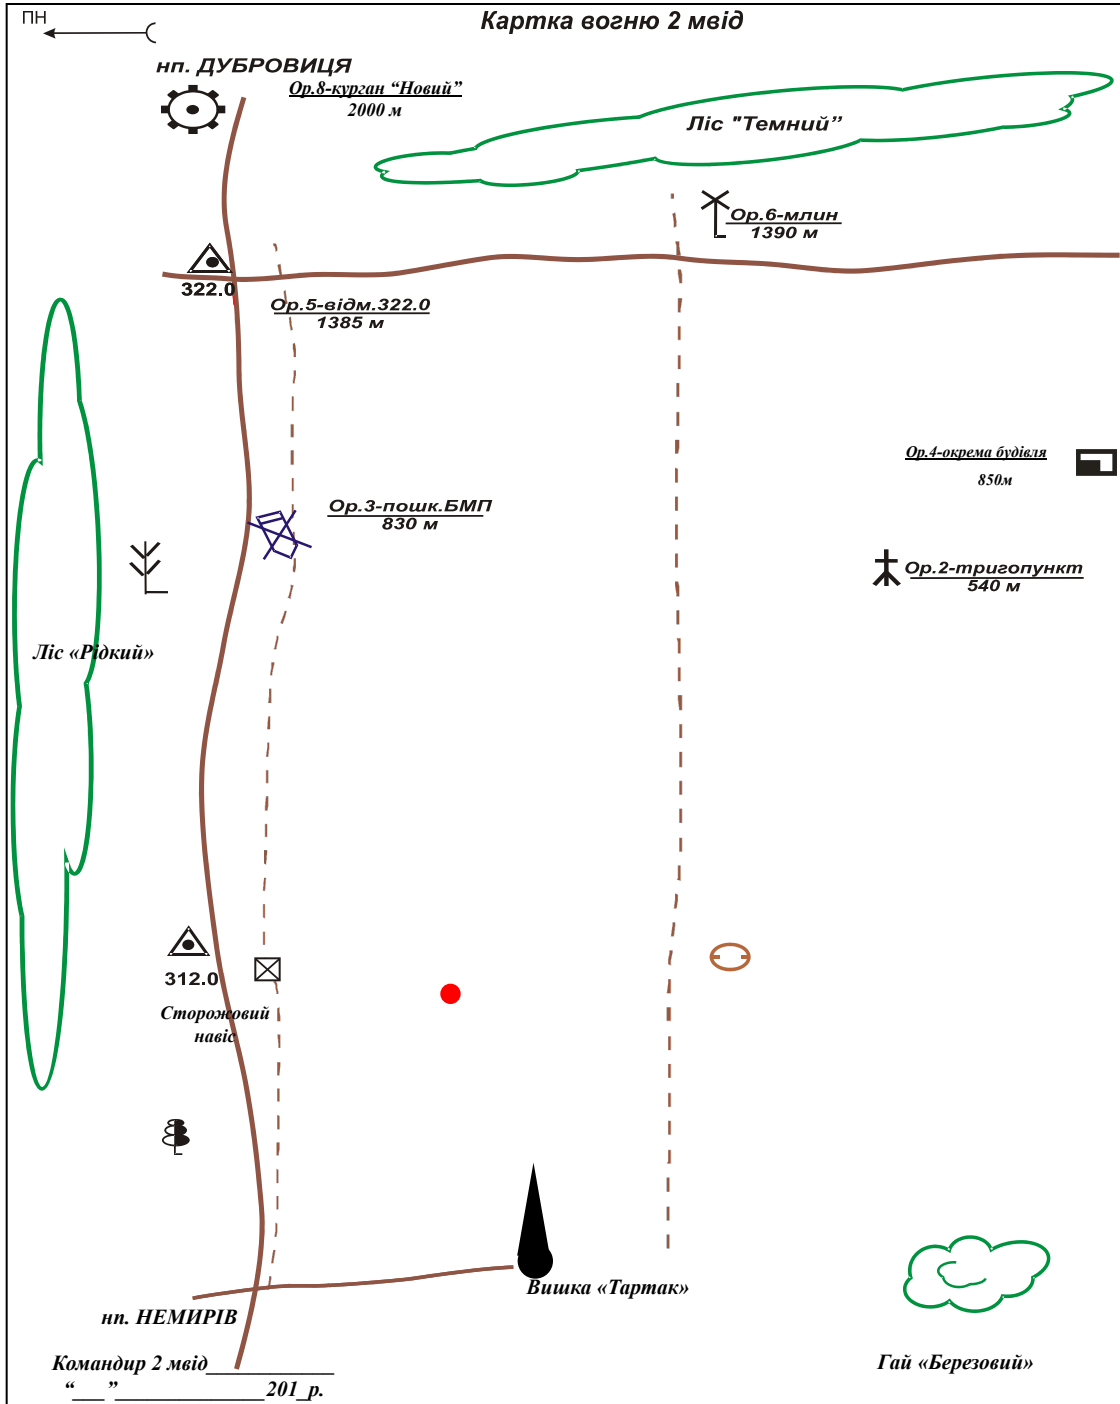 ПН
Картка вогню 2 мвід
нп. ДУБРОВИЦЯ
Ор.8-курган “Новий”
2000 м
Ліс "Темний”
Ор.6-млин
1390 м
322.0
Ор.5-відм.322.0
1385 м
Ор.4-окрема будівля
850м
Ор.3-пошк.БМП
830 м
Ор.2-тригопункт
540 м
Ліс «Рідкий»
312.0
Сторожовий
навіс
Вишка «Тартак»
нп. НЕМИРІВ
Гай «Березовий»
Командир 2 мвід_____________
“___”_______________201_р.